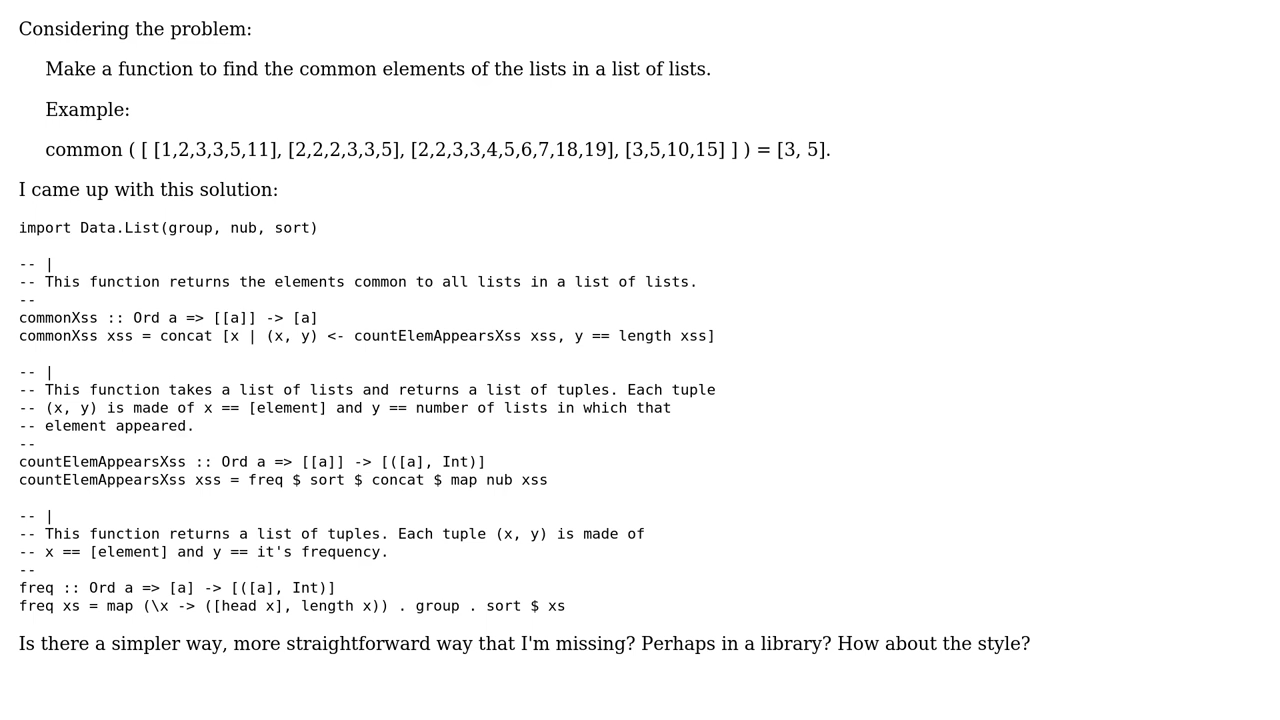 Considering the problem:
Make a function to find the common elements of the lists in a list of lists.
Example:
common ( [ [1,2,3,3,5,11], [2,2,2,3,3,5], [2,2,3,3,4,5,6,7,18,19], [3,5,10,15] ] ) = [3, 5].
I came up with this solution:
import Data.List(group, nub, sort)
-- |
-- This function returns the elements common to all lists in a list of lists.
--
commonXss :: Ord a => [[a]] -> [a]
commonXss xss = concat [x | (x, y) <- countElemAppearsXss xss, y == length xss]
-- |
-- This function takes a list of lists and returns a list of tuples. Each tuple
-- (x, y) is made of x == [element] and y == number of lists in which that
-- element appeared.
--
countElemAppearsXss :: Ord a => [[a]] -> [([a], Int)]
countElemAppearsXss xss = freq $ sort $ concat $ map nub xss
-- |
-- This function returns a list of tuples. Each tuple (x, y) is made of
-- x == [element] and y == it's frequency.
--
freq :: Ord a => [a] -> [([a], Int)]
freq xs = map (\x -> ([head x], length x)) . group . sort $ xs
Is there a simpler way, more straightforward way that I'm missing? Perhaps in a library? How about the style?